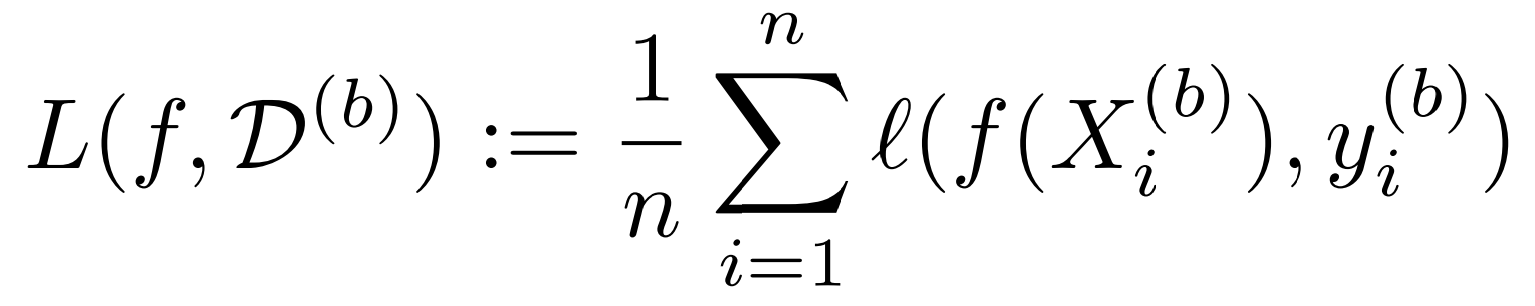 L(f, \mathcal{D}^{(b)}) := \frac{1}{n} \sum_{i=1}^{n} \ell(f(X_i^{(b)}), y_i^{(b)})